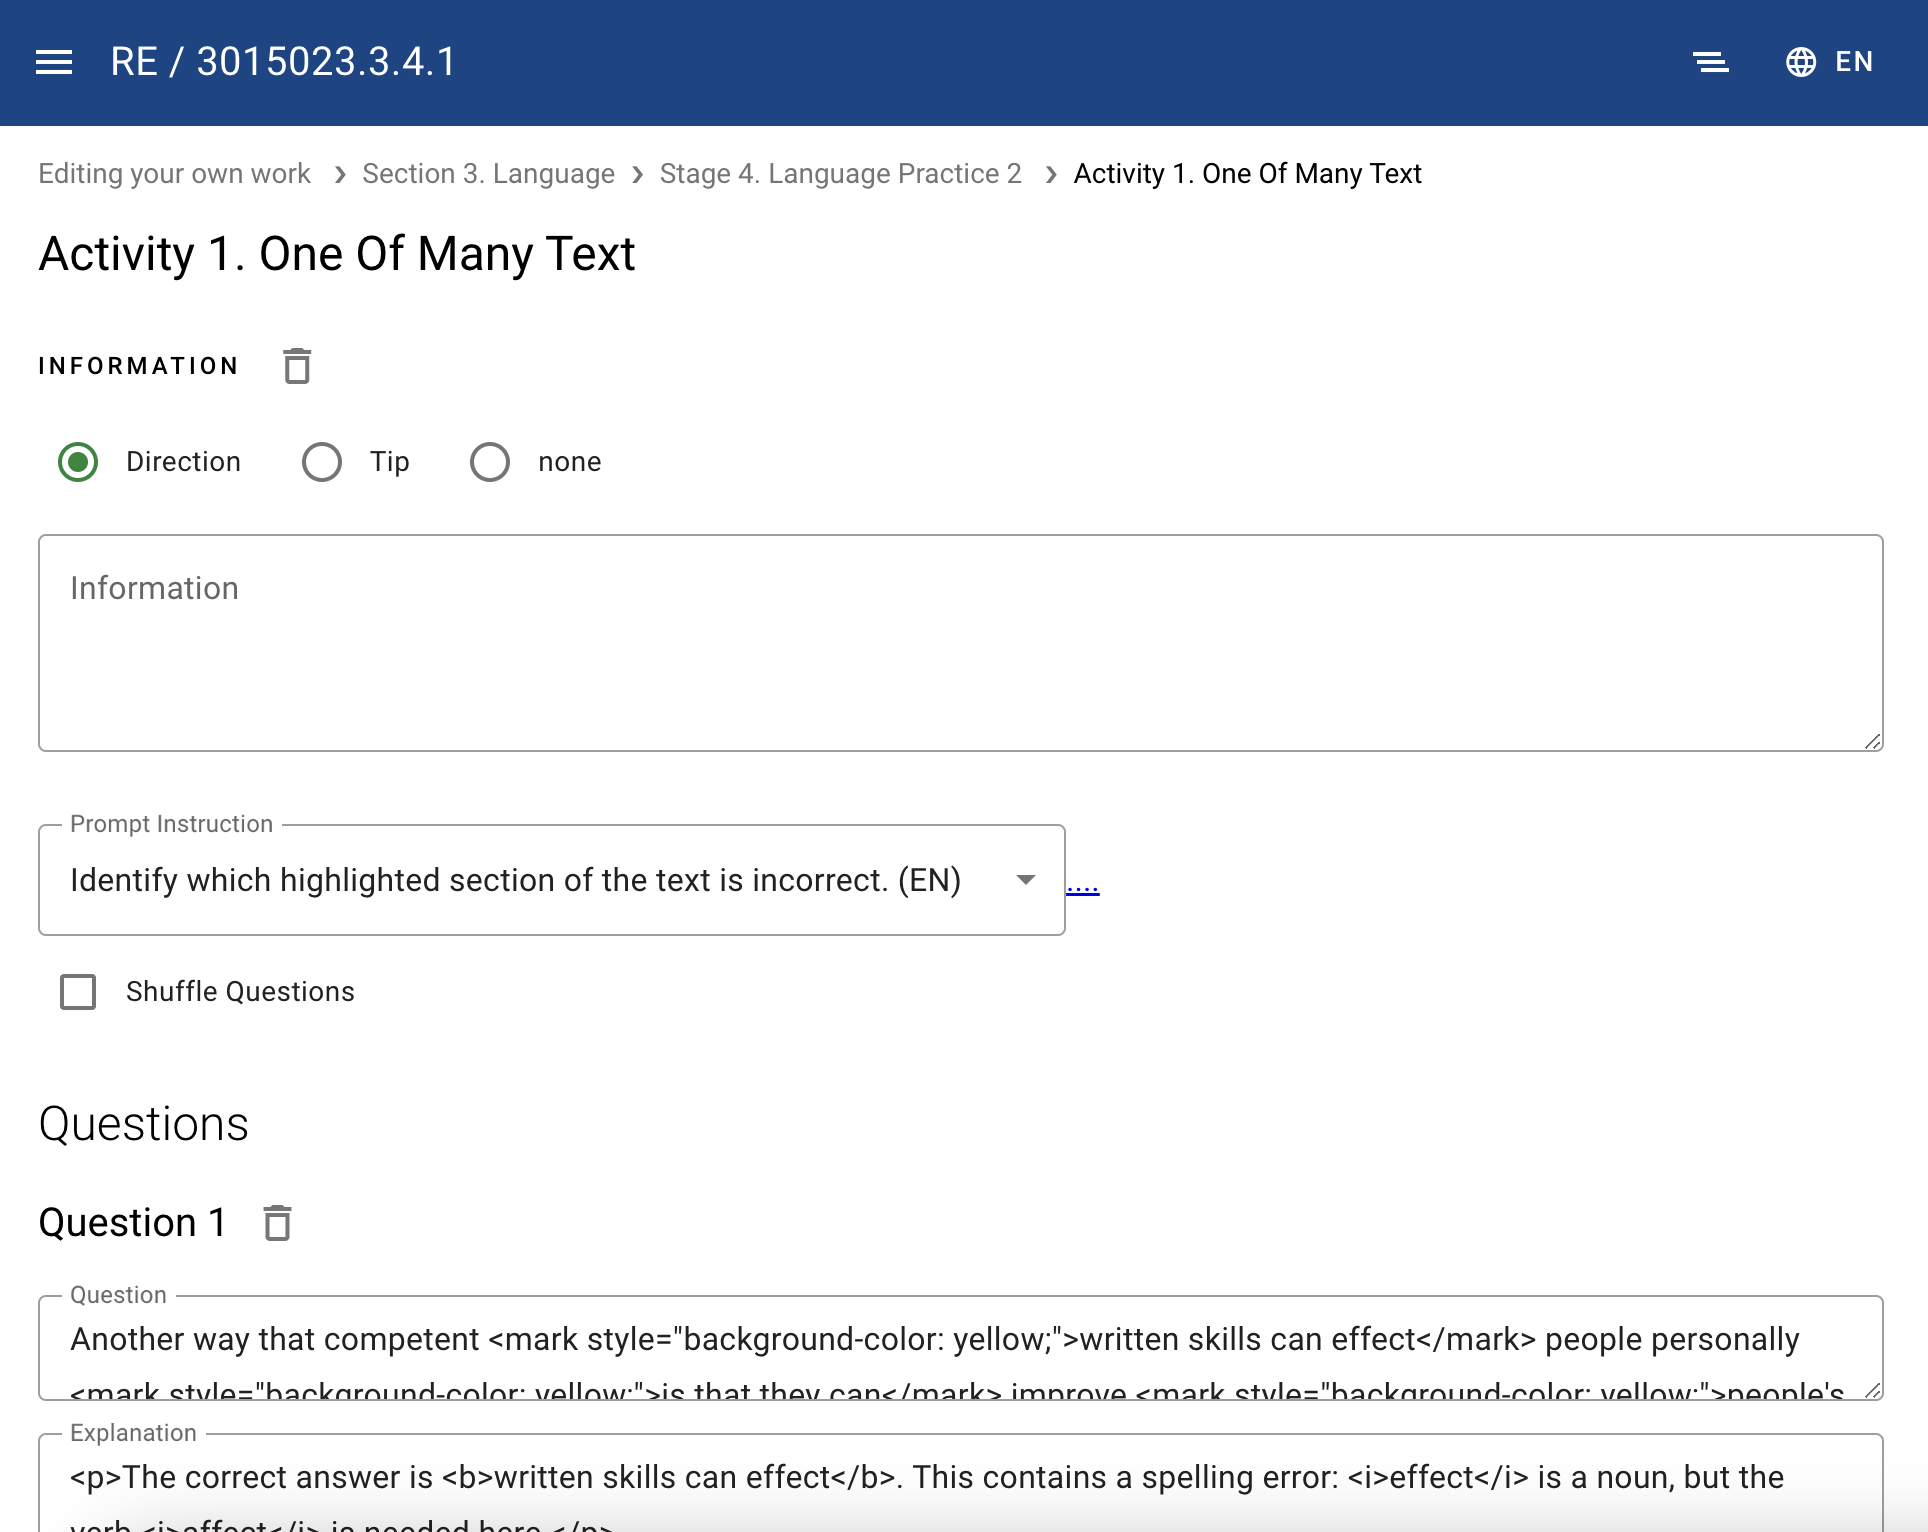 RE / 3015023.3.4.1
EN
Editing your own work › Section 3. Language › Stage 4. Language Practice 2 › Activity 1. One Of Many Text
Activity 1. One Of Many Text
INFORMATION
Direction Tip none
Information
Prompt Instruction
Identify which highlighted section of the text is incorrect. (EN)
....
Shuffle Questions
Questions
Question 1
Question
Another way that competent <mark style="background-color: yellow;">written skills can effect</mark> people personally
<mark style="background-color: yellow;">is that they can</mark> improve <mark style="background-color: yellow;">people's
Explanation
<p>The correct answer is <b>written skills can effect</b>. This contains a spelling error: <i>effect</i> is a noun, but the
verb <i>affect</i> is needed here.</p>